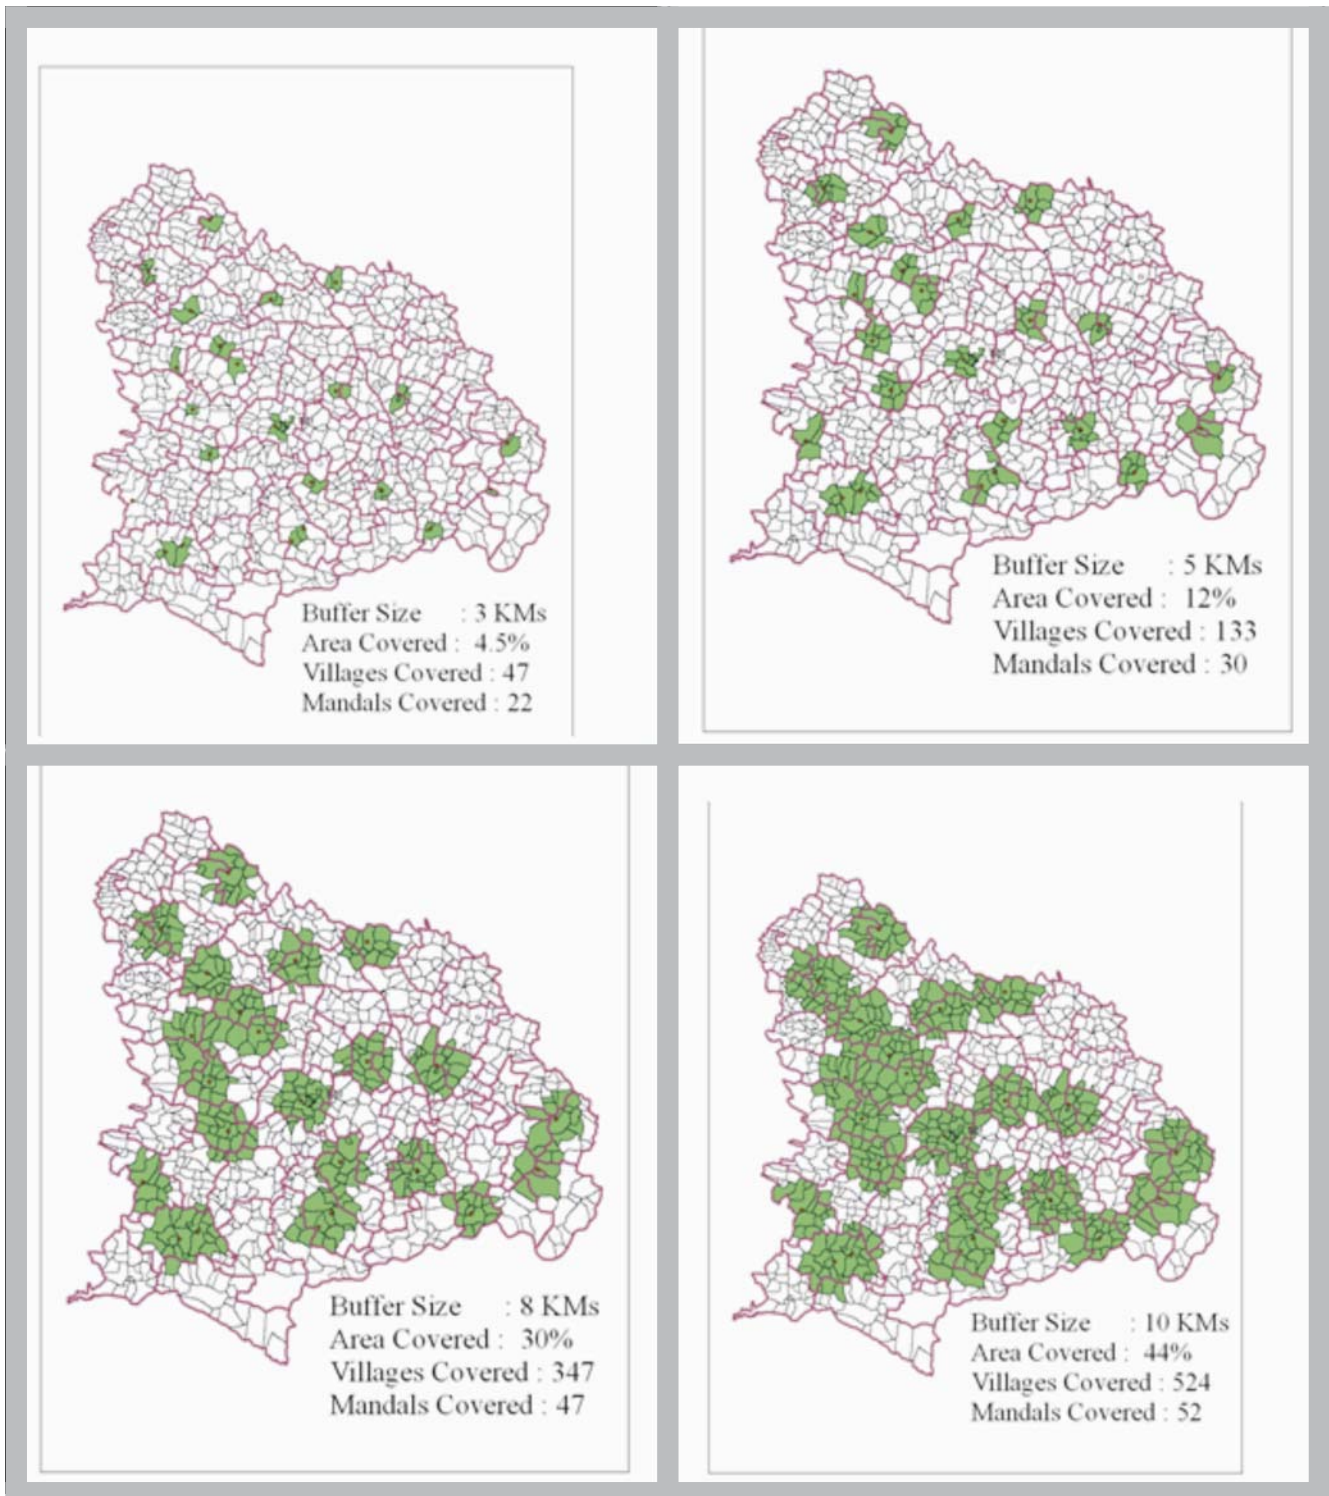 Buffer Size : 3 KMs
Area Covered : 4.5%
Villages Covered : 47
Mandals Covered : 22
Buffer Size : 5 KMs
Area Covered : 12%
Villages Covered : 133
Mandals Covered : 30
Buffer Size : 8 KMs
Area Covered : 30%
Villages Covered : 347
Mandals Covered : 47
Buffer Size : 10 KMs
Area Covered : 44%
Villages Covered : 524
Mandals Covered : 52